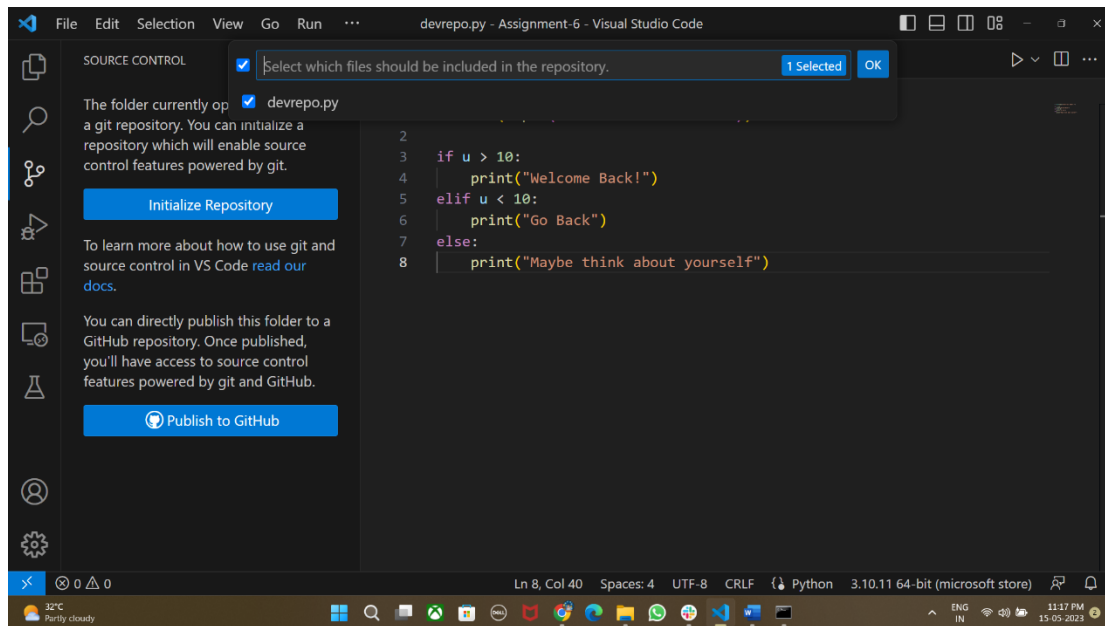 File Edit Selection View Go Run ··· devrepo.py - Assignment-6 - Visual Studio Code
SOURCE CONTROL
Select which files should be included in the repository. 1 Selected OK
devrepo.py
The folder currently op
a git repository. You can initialize a
repository which will enable source
control features powered by git.
Initialize Repository
To learn more about how to use git and
source control in VS Code read our
docs.
You can directly publish this folder to a
GitHub repository. Once published,
you'll have access to source control
features powered by git and GitHub.
Publish to GitHub
2
3 if u > 10:
4     print("Welcome Back!")
5 elif u < 10:
6     print("Go Back")
7 else:
8     print("Maybe think about yourself")
0 0 Ln 8, Col 40 Spaces: 4 UTF-8 CRLF Python 3.10.11 64-bit (microsoft store)
32°C
Partly cloudy
DELL
ENG
IN
11:17 PM
15-05-2023
2